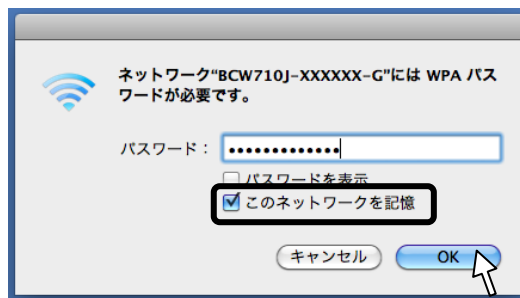 ネットワーク“BCW710J-XXXXXX-G”には WPA パス
ワードが必要です。
パスワード： •••••••••••••
パスワードを表示
このネットワークを記憶
キャンセル OK